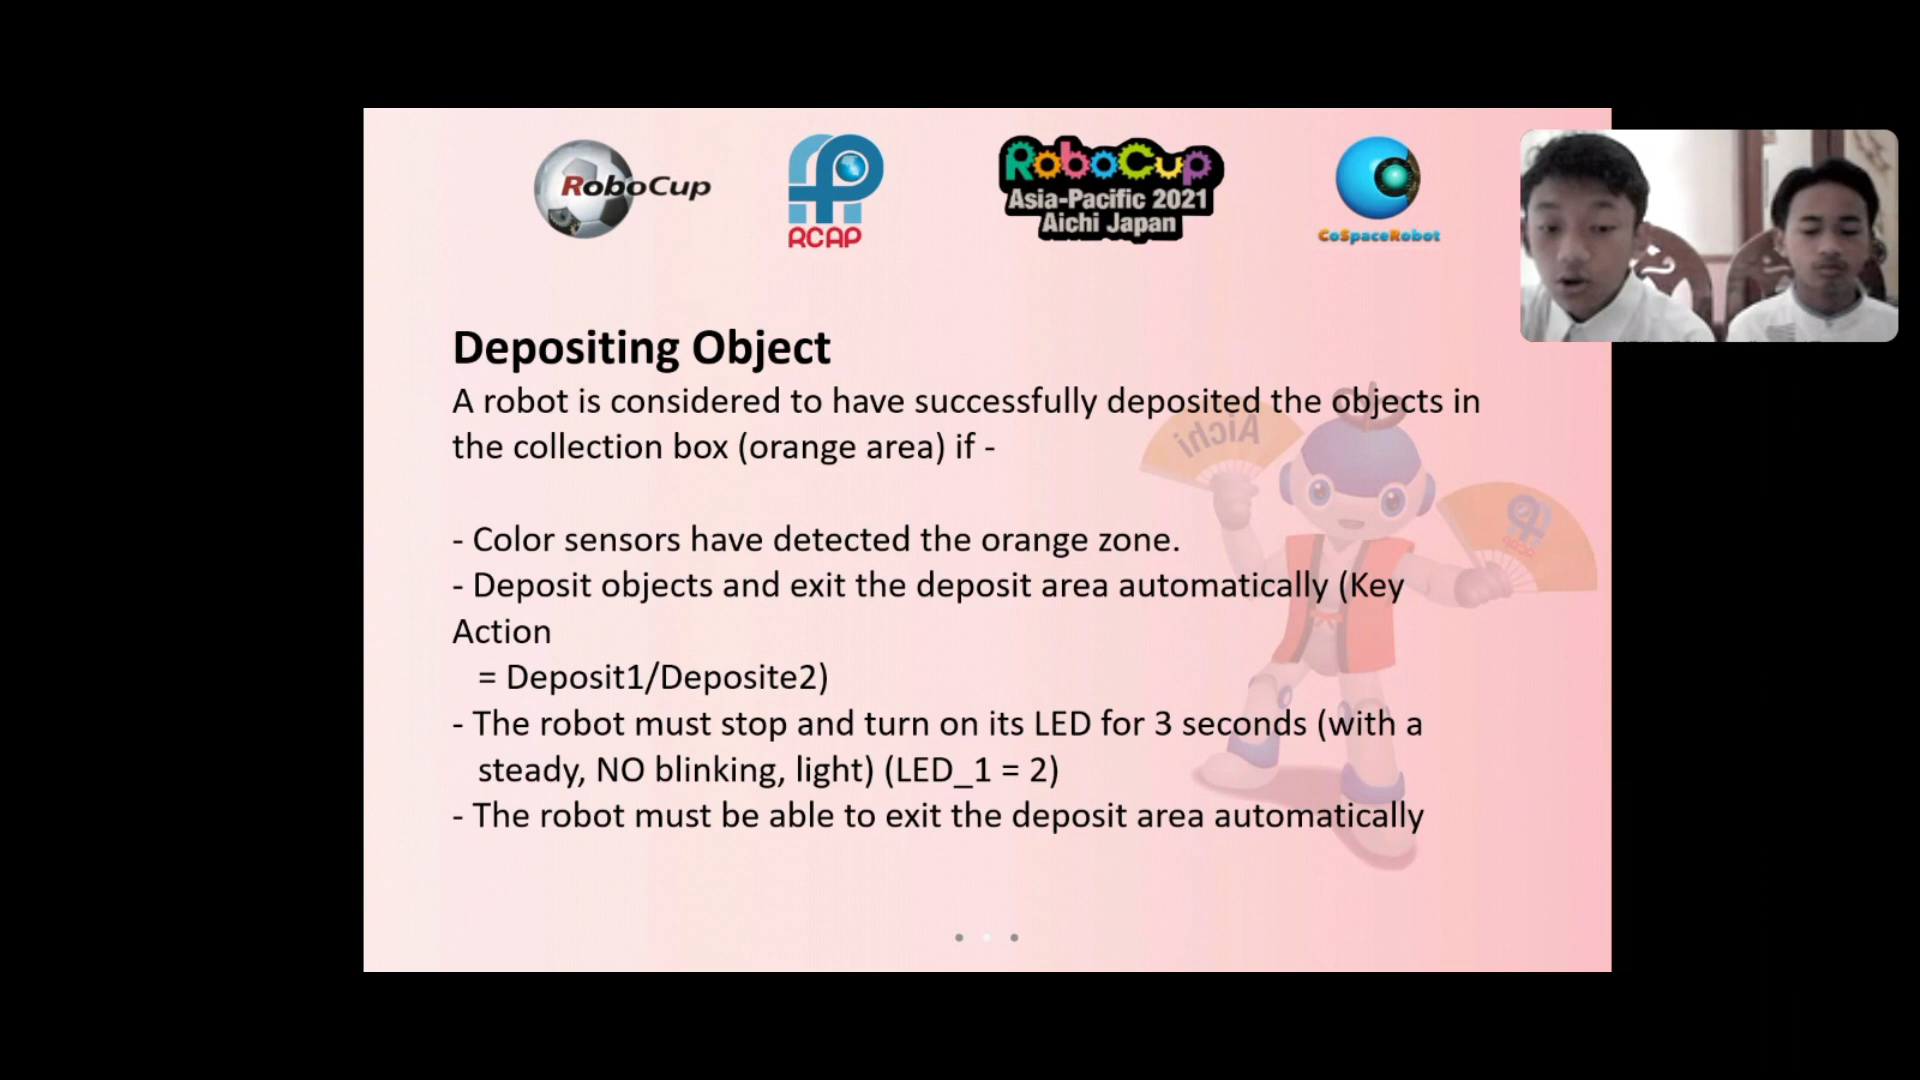 RoboCup
RCAP
RoboCup
Asia-Pacific 2021
Aichi Japan
CoSpaceRobot
Depositing Object
A robot is considered to have successfully deposited the objects in
the collection box (orange area) if -
Aichi
- Color sensors have detected the orange zone.
- Deposit objects and exit the deposit area automatically (Key
Action
= Deposit1/Deposite2)
- The robot must stop and turn on its LED for 3 seconds (with a
steady, NO blinking, light) (LED_1 = 2)
- The robot must be able to exit the deposit area automatically